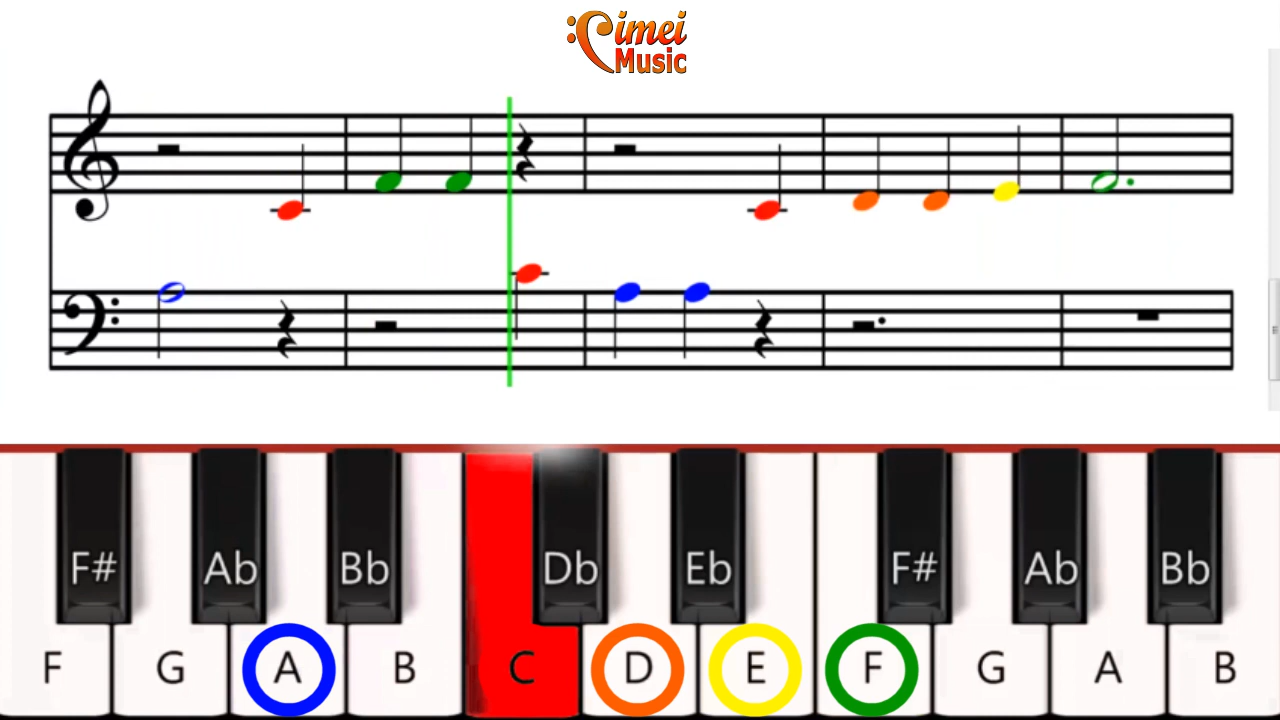 Cimei
Music
F# Ab Bb Db Eb F# Ab Bb
F G A B C D E F G A B